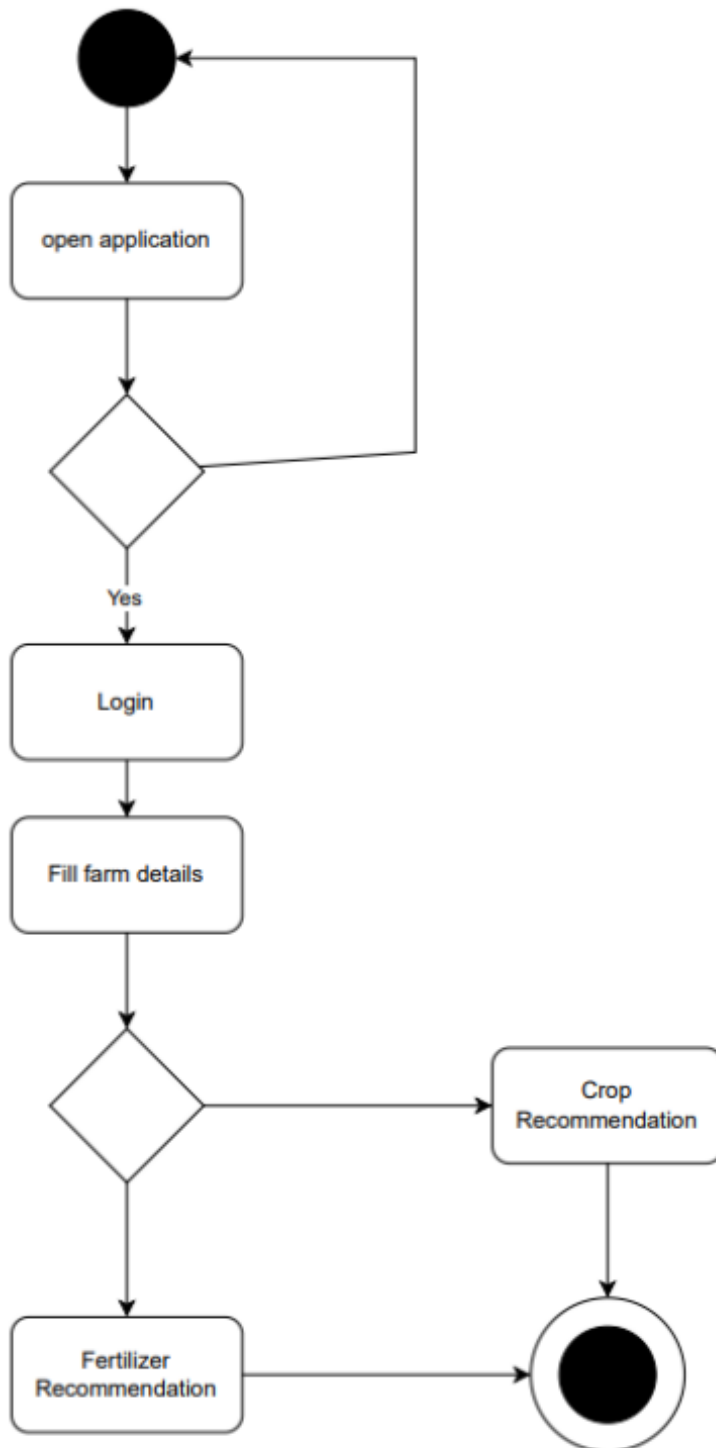 open application
Yes
Login
Fill farm details
Crop
Recommendation
Fertilizer
Recommendation